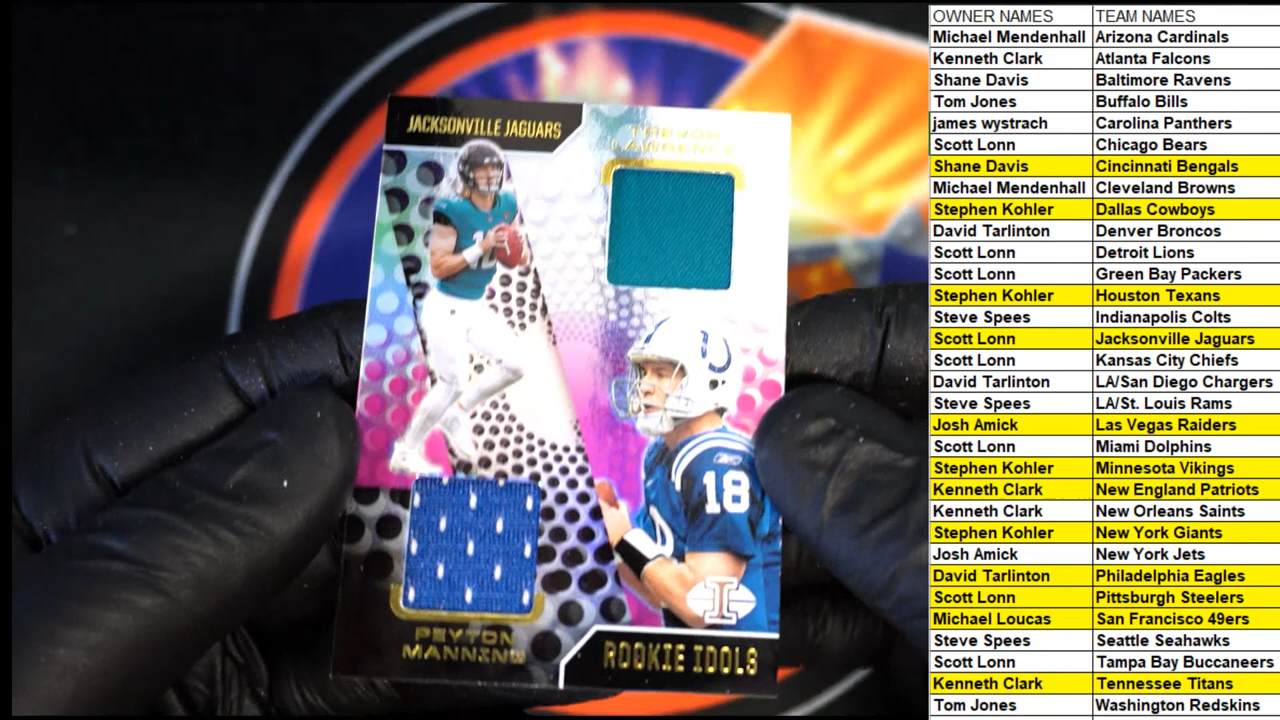 JACKSONVILLE JAGUARS
TREVOR
LAWRENCE
18
PEYTON
MANNING
ROOKIE IDOLS
OWNER NAMES TEAM NAMES
Michael Mendenhall Arizona Cardinals
Kenneth Clark Atlanta Falcons
Shane Davis Baltimore Ravens
Tom Jones Buffalo Bills
james wystrach Carolina Panthers
Scott Lonn Chicago Bears
Shane Davis Cincinnati Bengals
Michael Mendenhall Cleveland Browns
Stephen Kohler Dallas Cowboys
David Tarlinton Denver Broncos
Scott Lonn Detroit Lions
Scott Lonn Green Bay Packers
Stephen Kohler Houston Texans
Steve Spees Indianapolis Colts
Scott Lonn Jacksonville Jaguars
Scott Lonn Kansas City Chiefs
David Tarlinton LA/San Diego Chargers
Steve Spees LA/St. Louis Rams
Josh Amick Las Vegas Raiders
Scott Lonn Miami Dolphins
Stephen Kohler Minnesota Vikings
Kenneth Clark New England Patriots
Kenneth Clark New Orleans Saints
Stephen Kohler New York Giants
Josh Amick New York Jets
David Tarlinton Philadelphia Eagles
Scott Lonn Pittsburgh Steelers
Michael Loucas San Francisco 49ers
Steve Spees Seattle Seahawks
Scott Lonn Tampa Bay Buccaneers
Kenneth Clark Tennessee Titans
Tom Jones Washington Redskins